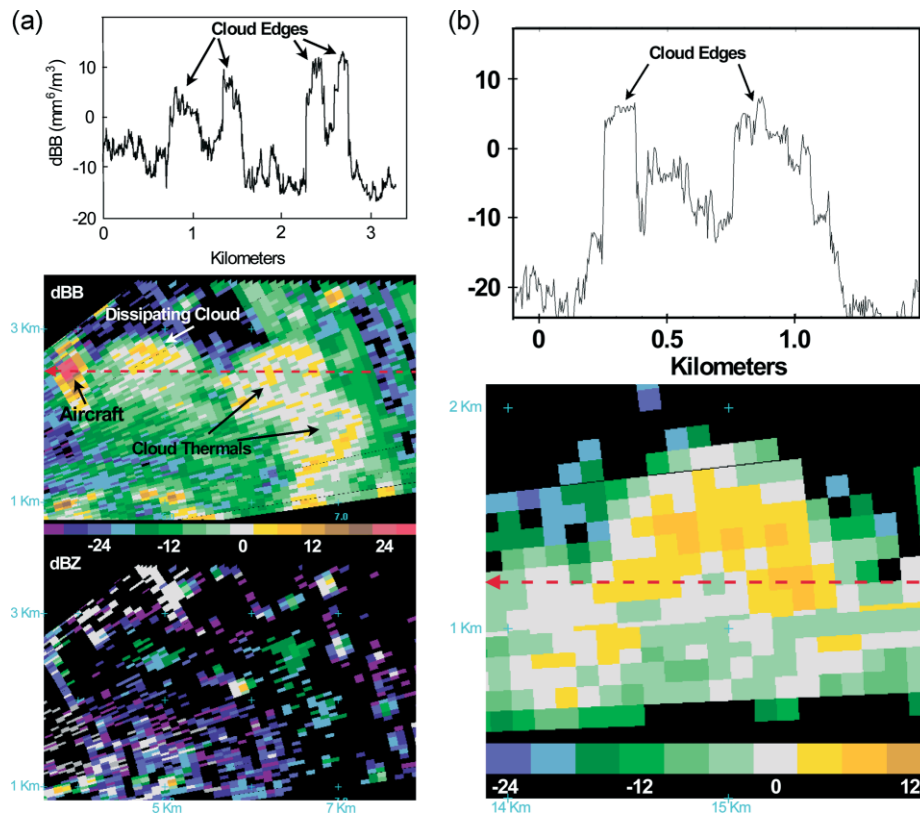 (a)
Cloud Edges
dBB (mm⁶/m³)
10
0
-10
-20
0 1 2 3
Kilometers
dBB
Dissipating Cloud
3 Km
Aircraft
Cloud Thermals
1 Km
7.0
-24 -12 0 12 24
dBZ
3 Km
1 Km
5 Km 7 Km
(b)
10
Cloud Edges
0
-10
-20
0 0.5 1.0
Kilometers
2 Km
1 Km
-24 -12 0 12
14 Km 15 Km